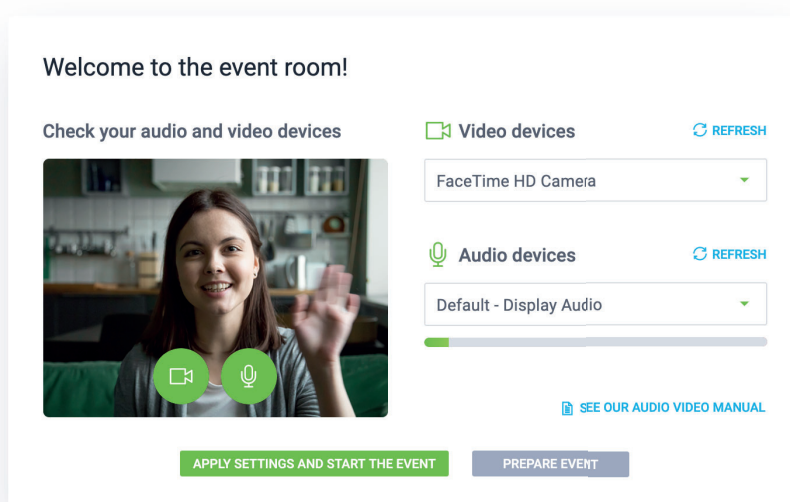 Welcome to the event room!
Check your audio and video devices
Video devices
REFRESH
FaceTime HD Camera
Audio devices
REFRESH
Default - Display Audio
SEE OUR AUDIO VIDEO MANUAL
APPLY SETTINGS AND START THE EVENT
PREPARE EVENT